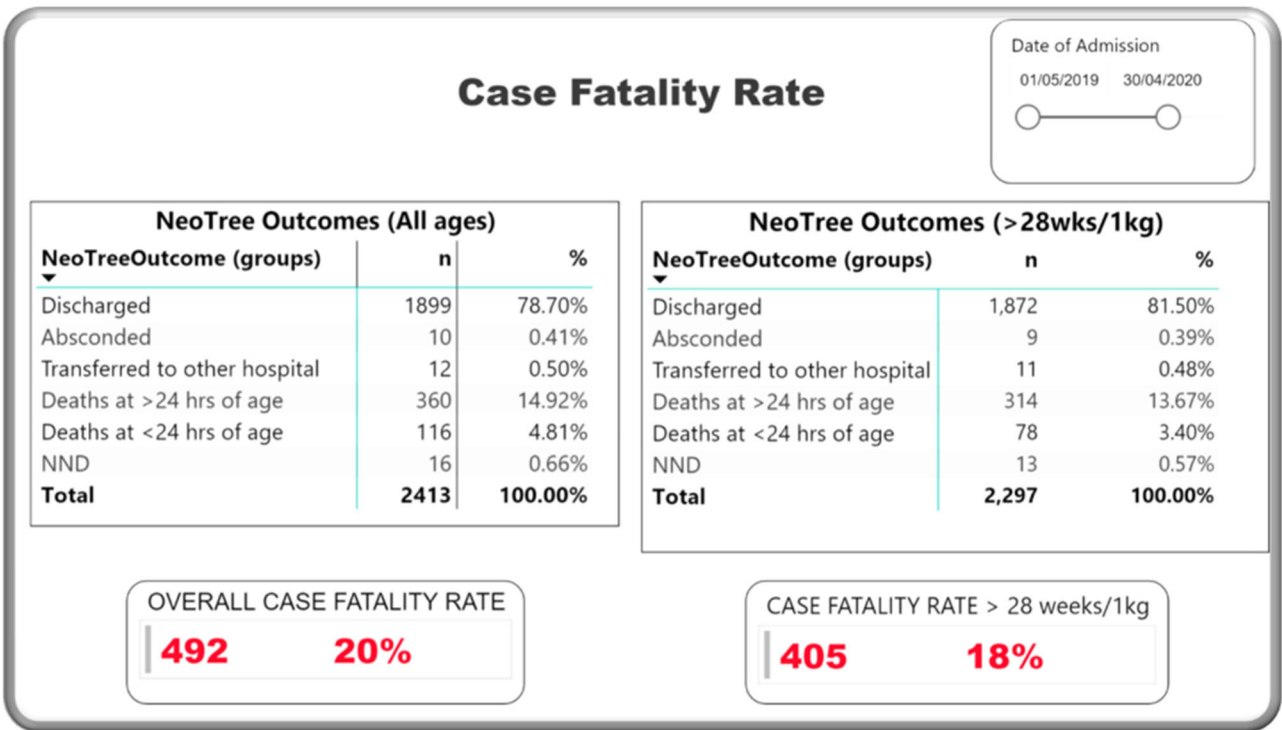 Date of Admission
01/05/2019 30/04/2020
Case Fatality Rate
NeoTree Outcomes (All ages)
NeoTreeOutcome (groups) n %
Discharged 1899 78.70%
Absconded 10 0.41%
Transferred to other hospital 12 0.50%
Deaths at >24 hrs of age 360 14.92%
Deaths at <24 hrs of age 116 4.81%
NND 16 0.66%
Total 2413 100.00%
NeoTree Outcomes (>28wks/1kg)
NeoTreeOutcome (groups) n %
Discharged 1,872 81.50%
Absconded 9 0.39%
Transferred to other hospital 11 0.48%
Deaths at >24 hrs of age 314 13.67%
Deaths at <24 hrs of age 78 3.40%
NND 13 0.57%
Total 2,297 100.00%
OVERALL CASE FATALITY RATE
492 20%
CASE FATALITY RATE > 28 weeks/1kg
405 18%